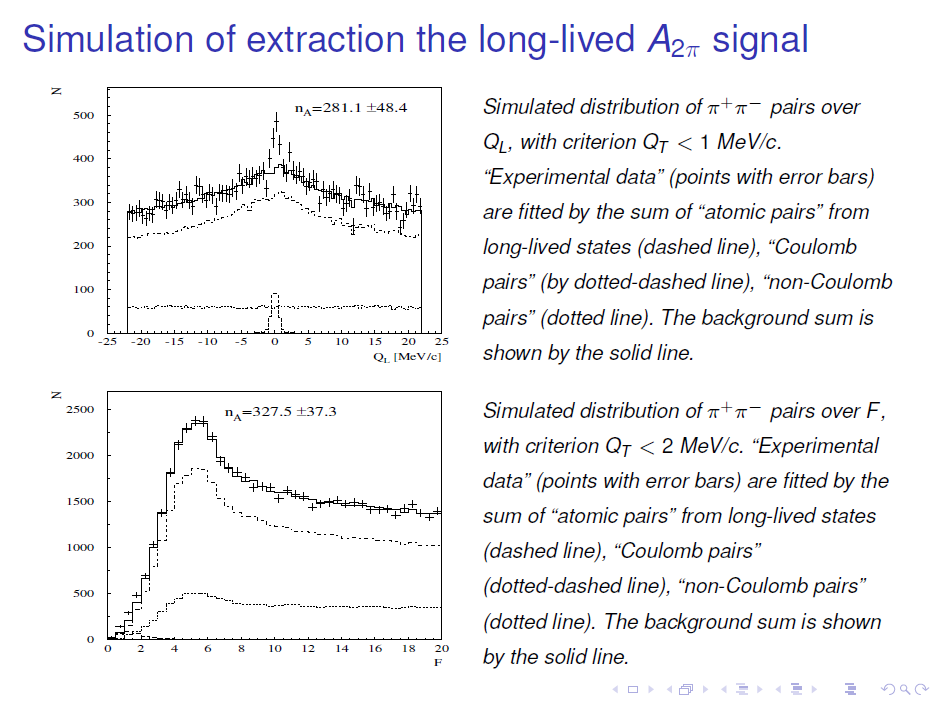 Simulation of extraction the long-lived A2π signal
N
nA=281.1 ±48.4
500
400
300
200
100
0
-25 -20 -15 -10 -5 0 5 10 15 20 25
QL [MeV/c]
Simulated distribution of π+π− pairs over
QL, with criterion QT < 1 MeV/c.
“Experimental data” (points with error bars)
are fitted by the sum of “atomic pairs” from
long-lived states (dashed line), “Coulomb
pairs” (by dotted-dashed line), “non-Coulomb
pairs” (dotted line). The background sum is
shown by the solid line.
N
nA=327.5 ±37.3
2500
2000
1500
1000
500
0
0 2 4 6 8 10 12 14 16 18 20
F
Simulated distribution of π+π− pairs over F,
with criterion QT < 2 MeV/c. “Experimental
data” (points with error bars) are fitted by the
sum of “atomic pairs” from long-lived states
(dashed line), “Coulomb pairs”
(dotted-dashed line), “non-Coulomb pairs”
(dotted line). The background sum is shown
by the solid line.